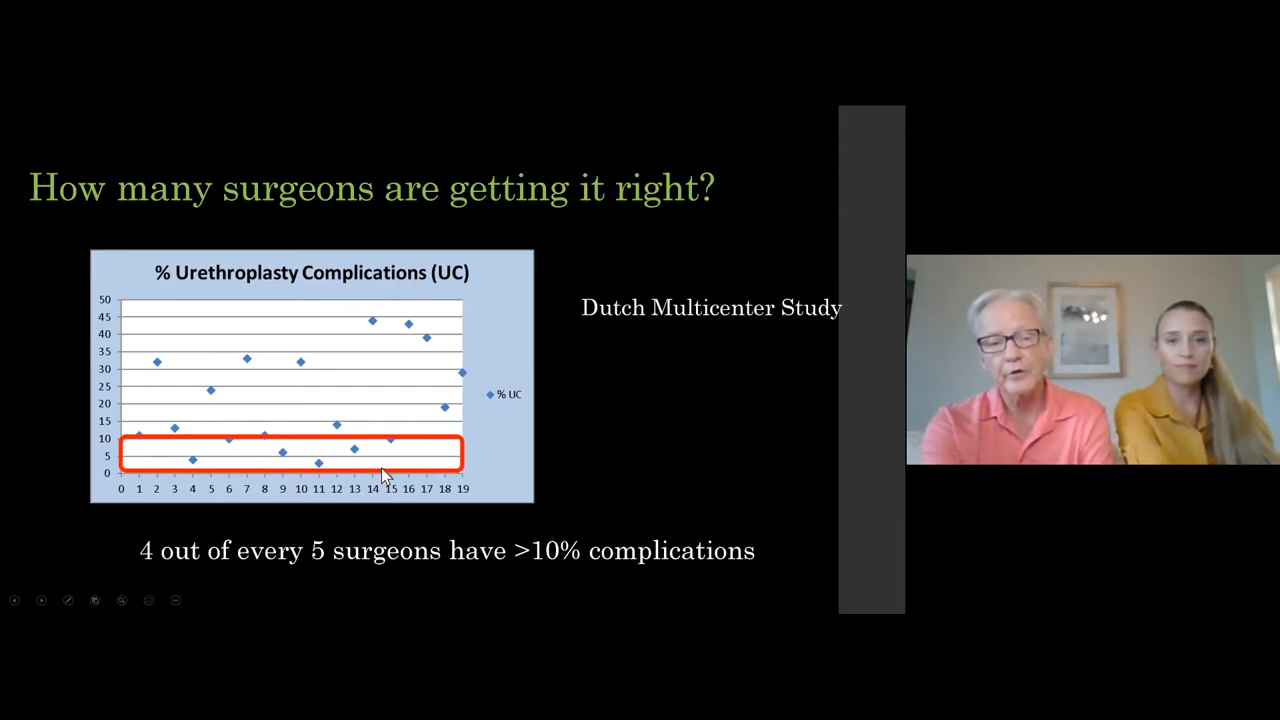 How many surgeons are getting it right?
% Urethroplasty Complications (UC)
50
45
40
35
30
25
20
15
10
5
0
0 1 2 3 4 5 6 7 8 9 10 11 12 13 14 15 16 17 18 19
% UC
Dutch Multicenter Study
4 out of every 5 surgeons have >10% complications